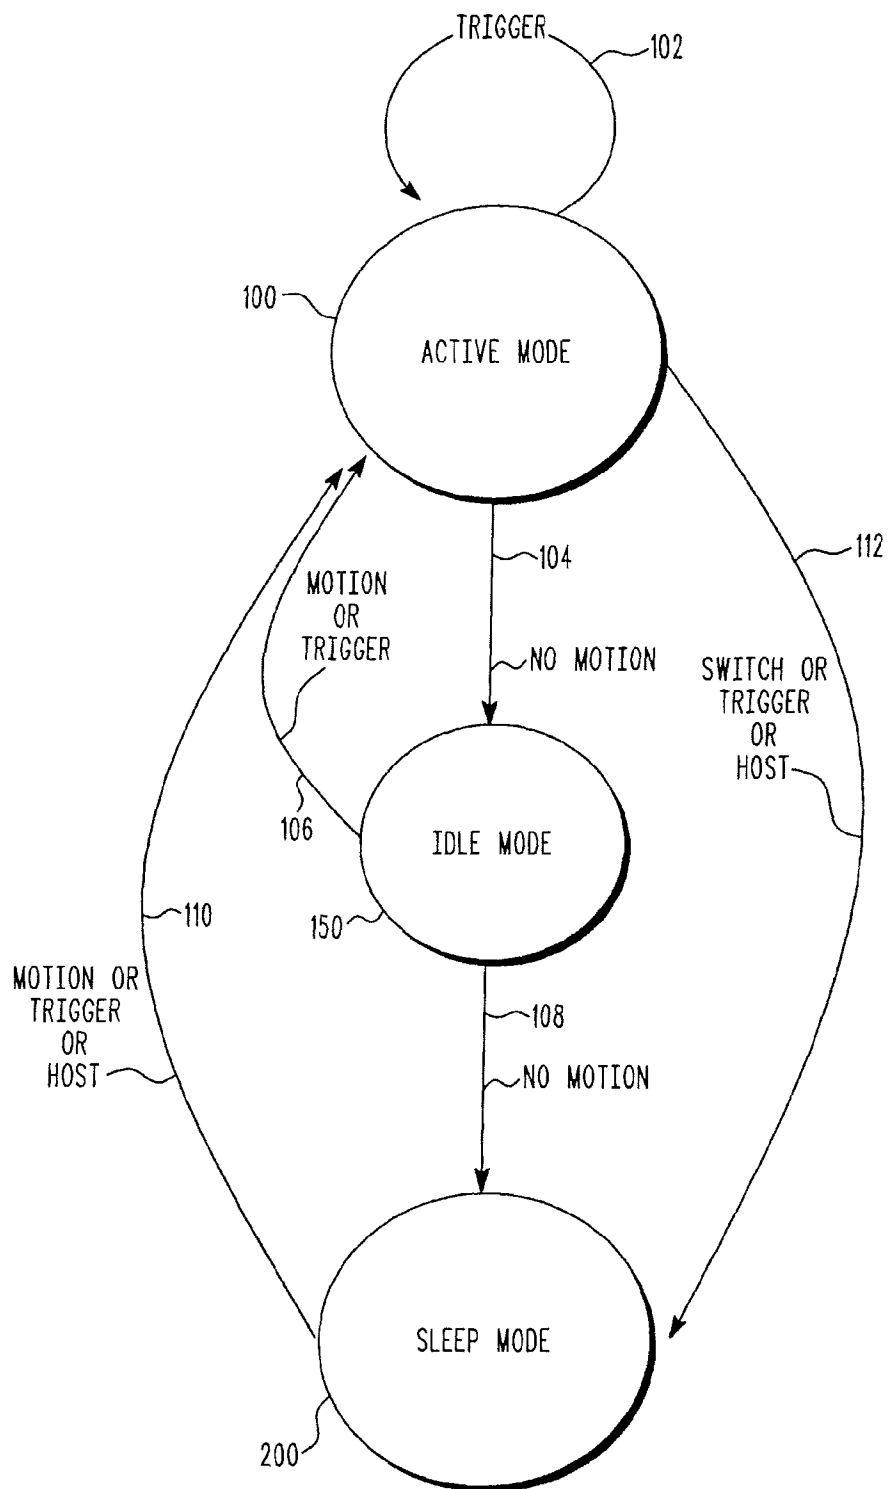 TRIGGER
102
100
ACTIVE MODE
104
112
MOTION
OR
TRIGGER
NO MOTION
SWITCH OR
TRIGGER
OR
HOST
106
IDLE MODE
150
110
MOTION OR
TRIGGER
OR
HOST
108
NO MOTION
SLEEP MODE
200